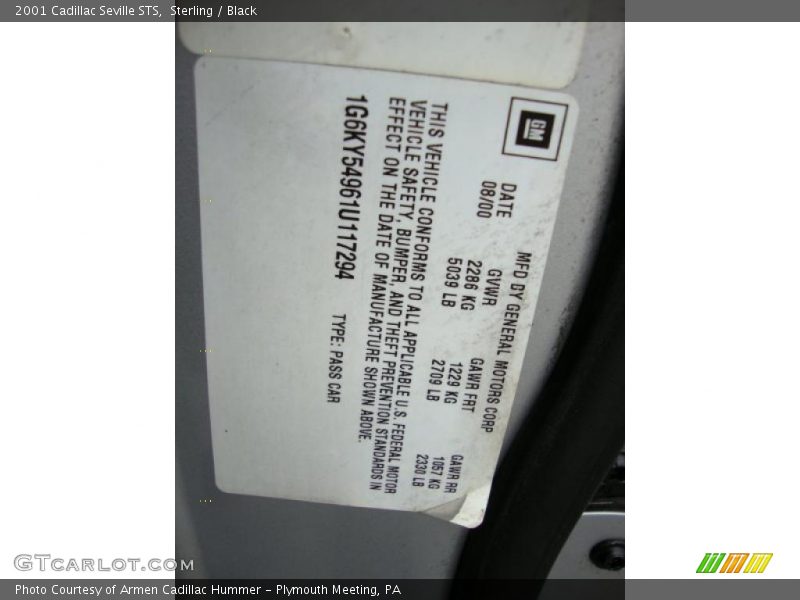 2001 Cadillac Seville STS,  Sterling / Black
GM
MFD BY GENERAL MOTORS CORP
DATE GVWR GAWR FRT GAWR RR
08/00 2286 KG 1229 KG 1057 KG
5039 LB 2709 LB 2330 LB
THIS VEHICLE CONFORMS TO ALL APPLICABLE U.S. FEDERAL MOTOR
VEHICLE SAFETY, BUMPER, AND THEFT PREVENTION STANDARDS IN
EFFECT ON THE DATE OF MANUFACTURE SHOWN ABOVE.
1G6KY54961U117294 TYPE: PASS CAR
GTCarLot.com
Photo Courtesy of Armen Cadillac Hummer - Plymouth Meeting, PA